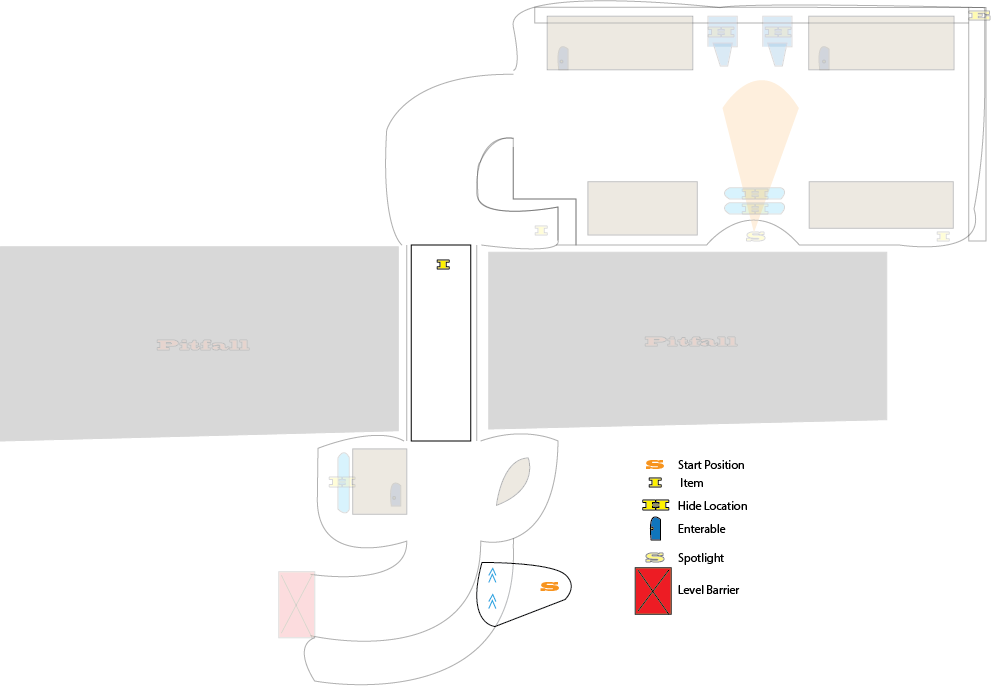 H H
H
H
I S I
I
Pitfall Pitfall
H
S
S Start Position
I Item
H Hide Location
Enterable
S Spotlight
Level Barrier